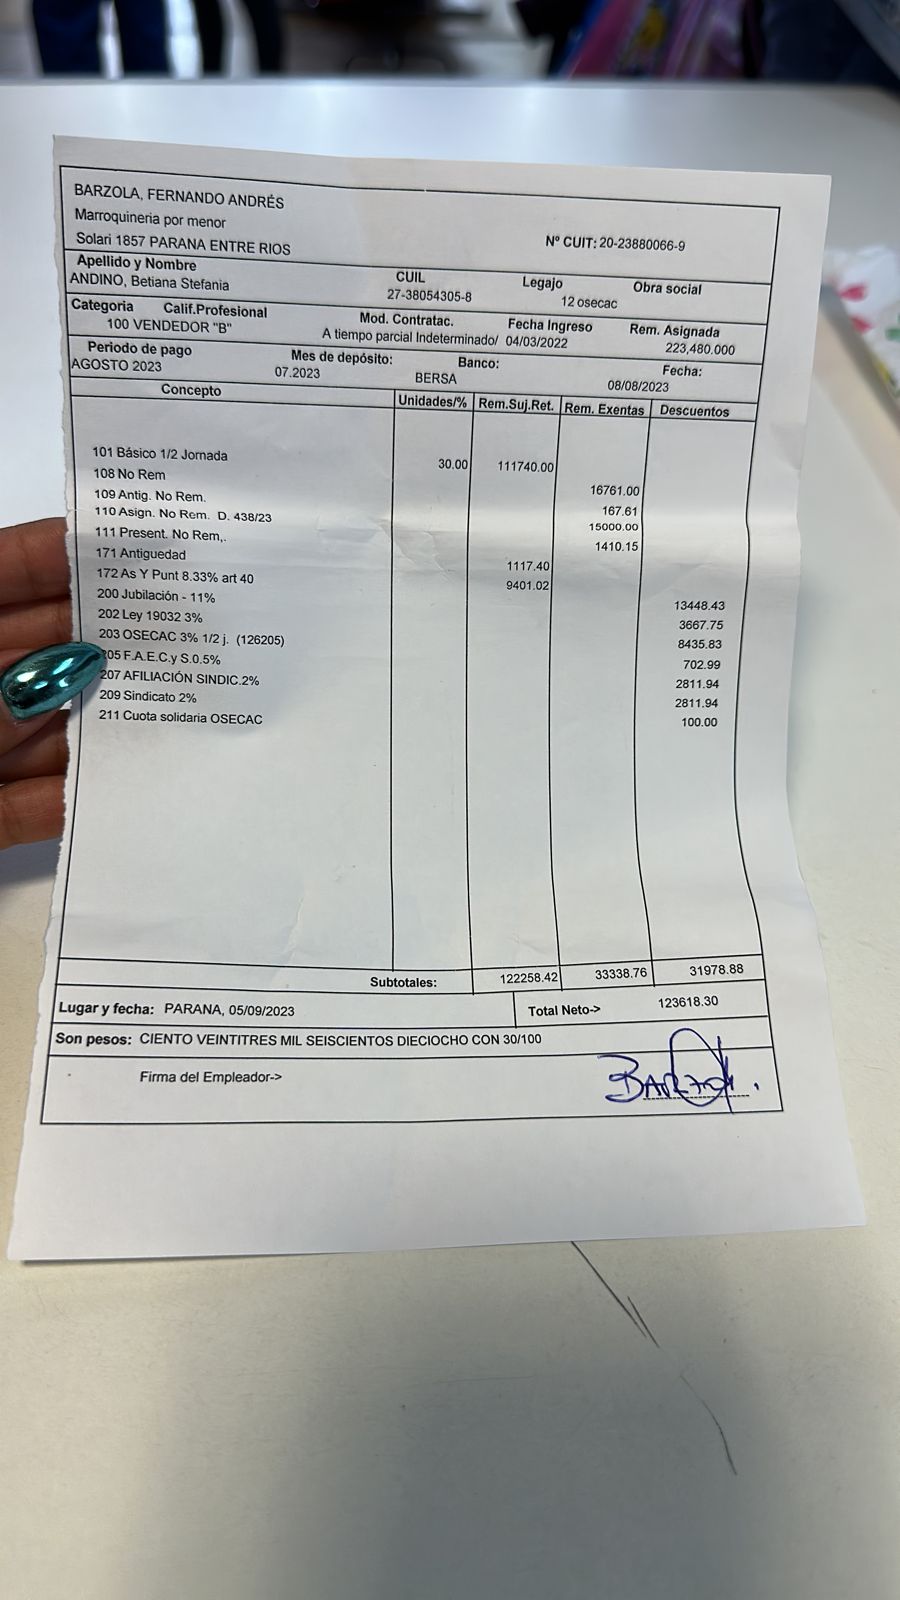 BARZOLA, FERNANDO ANDRÉS
Marroquineria por menor
Solari 1857 PARANA ENTRE RIOS Nº CUIT: 20-23880066-9
Apellido y Nombre CUIL Legajo Obra social
ANDINO, Betiana Stefania 27-38054305-8 12 osecac
Categoria Calif.Profesional Mod. Contratac. Fecha Ingreso Rem. Asignada
100 VENDEDOR "B" A tiempo parcial Indeterminado/ 04/03/2022 223,480.000
Periodo de pago Mes de depósito: Banco: Fecha:
AGOSTO 2023 07.2023 BERSA 08/08/2023
Concepto Unidades/% Rem.Suj.Ret. Rem. Exentas Descuentos
101 Básico 1/2 Jornada 30.00 111740.00
108 No Rem 16761.00
109 Antig. No Rem. 167.61
110 Asign. No Rem. D. 438/23 15000.00
111 Present. No Rem,. 1410.15
171 Antiguedad 1117.40
172 As Y Punt 8.33% art 40 9401.02
200 Jubilación - 11% 13448.43
202 Ley 19032 3% 3667.75
203 OSECAC 3% 1/2 j. (126205) 8435.83
05 F.A.E.C.y S.0.5% 702.99
207 AFILIACIÓN SINDIC.2% 2811.94
209 Sindicato 2% 2811.94
211 Cuota solidaria OSECAC 100.00
Subtotales: 122258.42 33338.76 31978.88
Lugar y fecha: PARANA, 05/09/2023 Total Neto-> 123618.30
Son pesos: CIENTO VEINTITRES MIL SEISCIENTOS DIECIOCHO CON 30/100
Firma del Empleador->